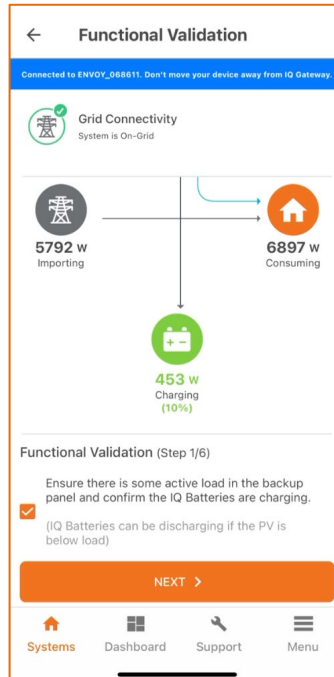 Functional Validation
Connected to ENVOY_068611. Don't move your device away from IQ Gateway.
Grid Connectivity
System is On-Grid
5792 W
Importing
6897 W
Consuming
453 W
Charging
(10%)
Functional Validation (Step 1/6)
Ensure there is some active load in the backup
panel and confirm the IQ Batteries are charging.
(IQ Batteries can be discharging if the PV is
below load)
NEXT >
Systems
Dashboard
Support
Menu